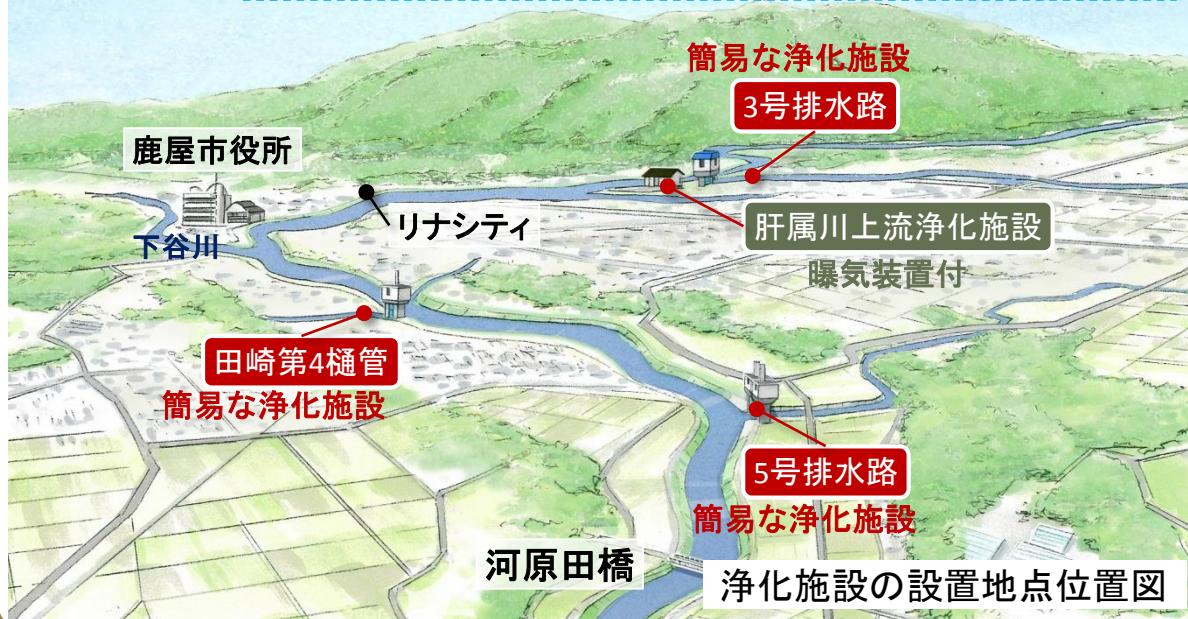 簡易な浄化施設
3号排水路
鹿屋市役所
リナシティ
肝属川上流浄化施設
曝気装置付
下谷川
田崎第4樋管
簡易な浄化施設
5号排水路
簡易な浄化施設
河原田橋
浄化施設の設置地点位置図